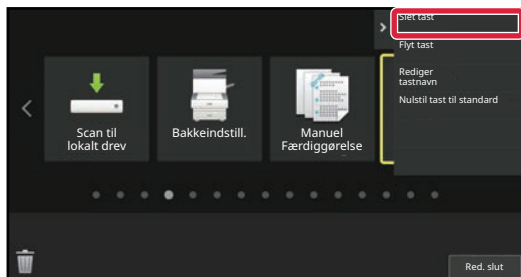 Slet tast
Flyt tast
Rediger
tastnavn
Nulstil tast til standard
Scan til
lokalt drev
Bakkeindstill.
Manuel
Færdiggørelse
Red. slut